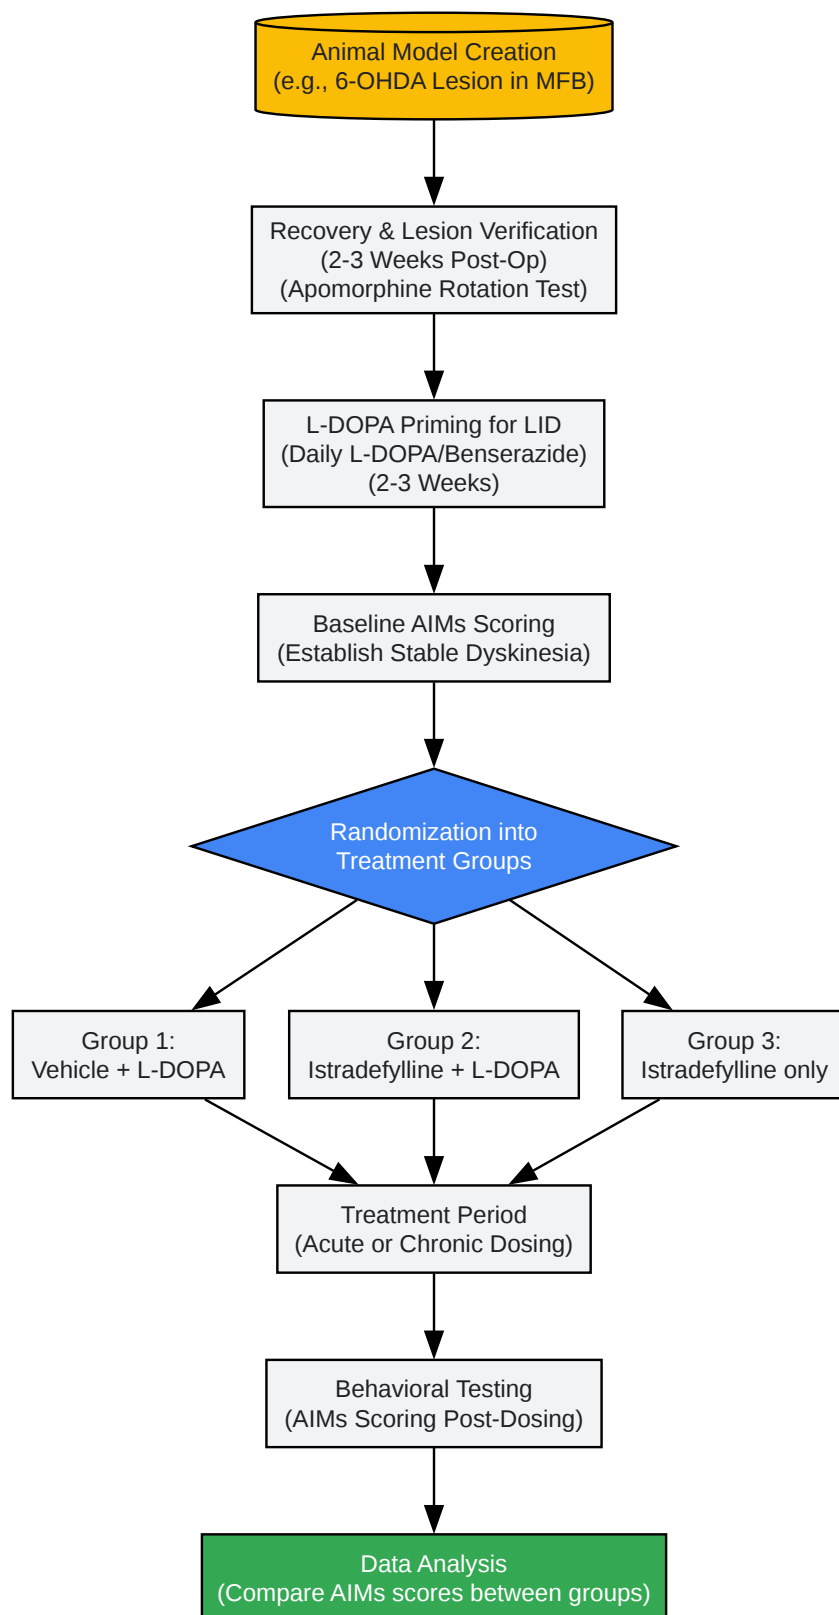 Animal Model Creation
(e.g., 6-OHDA Lesion in MFB)
Recovery & Lesion Verification
(2-3 Weeks Post-Op)
(Apomorphine Rotation Test)
L-DOPA Priming for LID
(Daily L-DOPA/Benserazide)
(2-3 Weeks)
Baseline AIMs Scoring
(Establish Stable Dyskinesia)
Randomization into
Treatment Groups
Group 1:
Vehicle + L-DOPA
Group 2:
Istradefylline + L-DOPA
Group 3:
Istradefylline only
Treatment Period
(Acute or Chronic Dosing)
Behavioral Testing
(AIMs Scoring Post-Dosing)
Data Analysis
(Compare AIMs scores between groups)